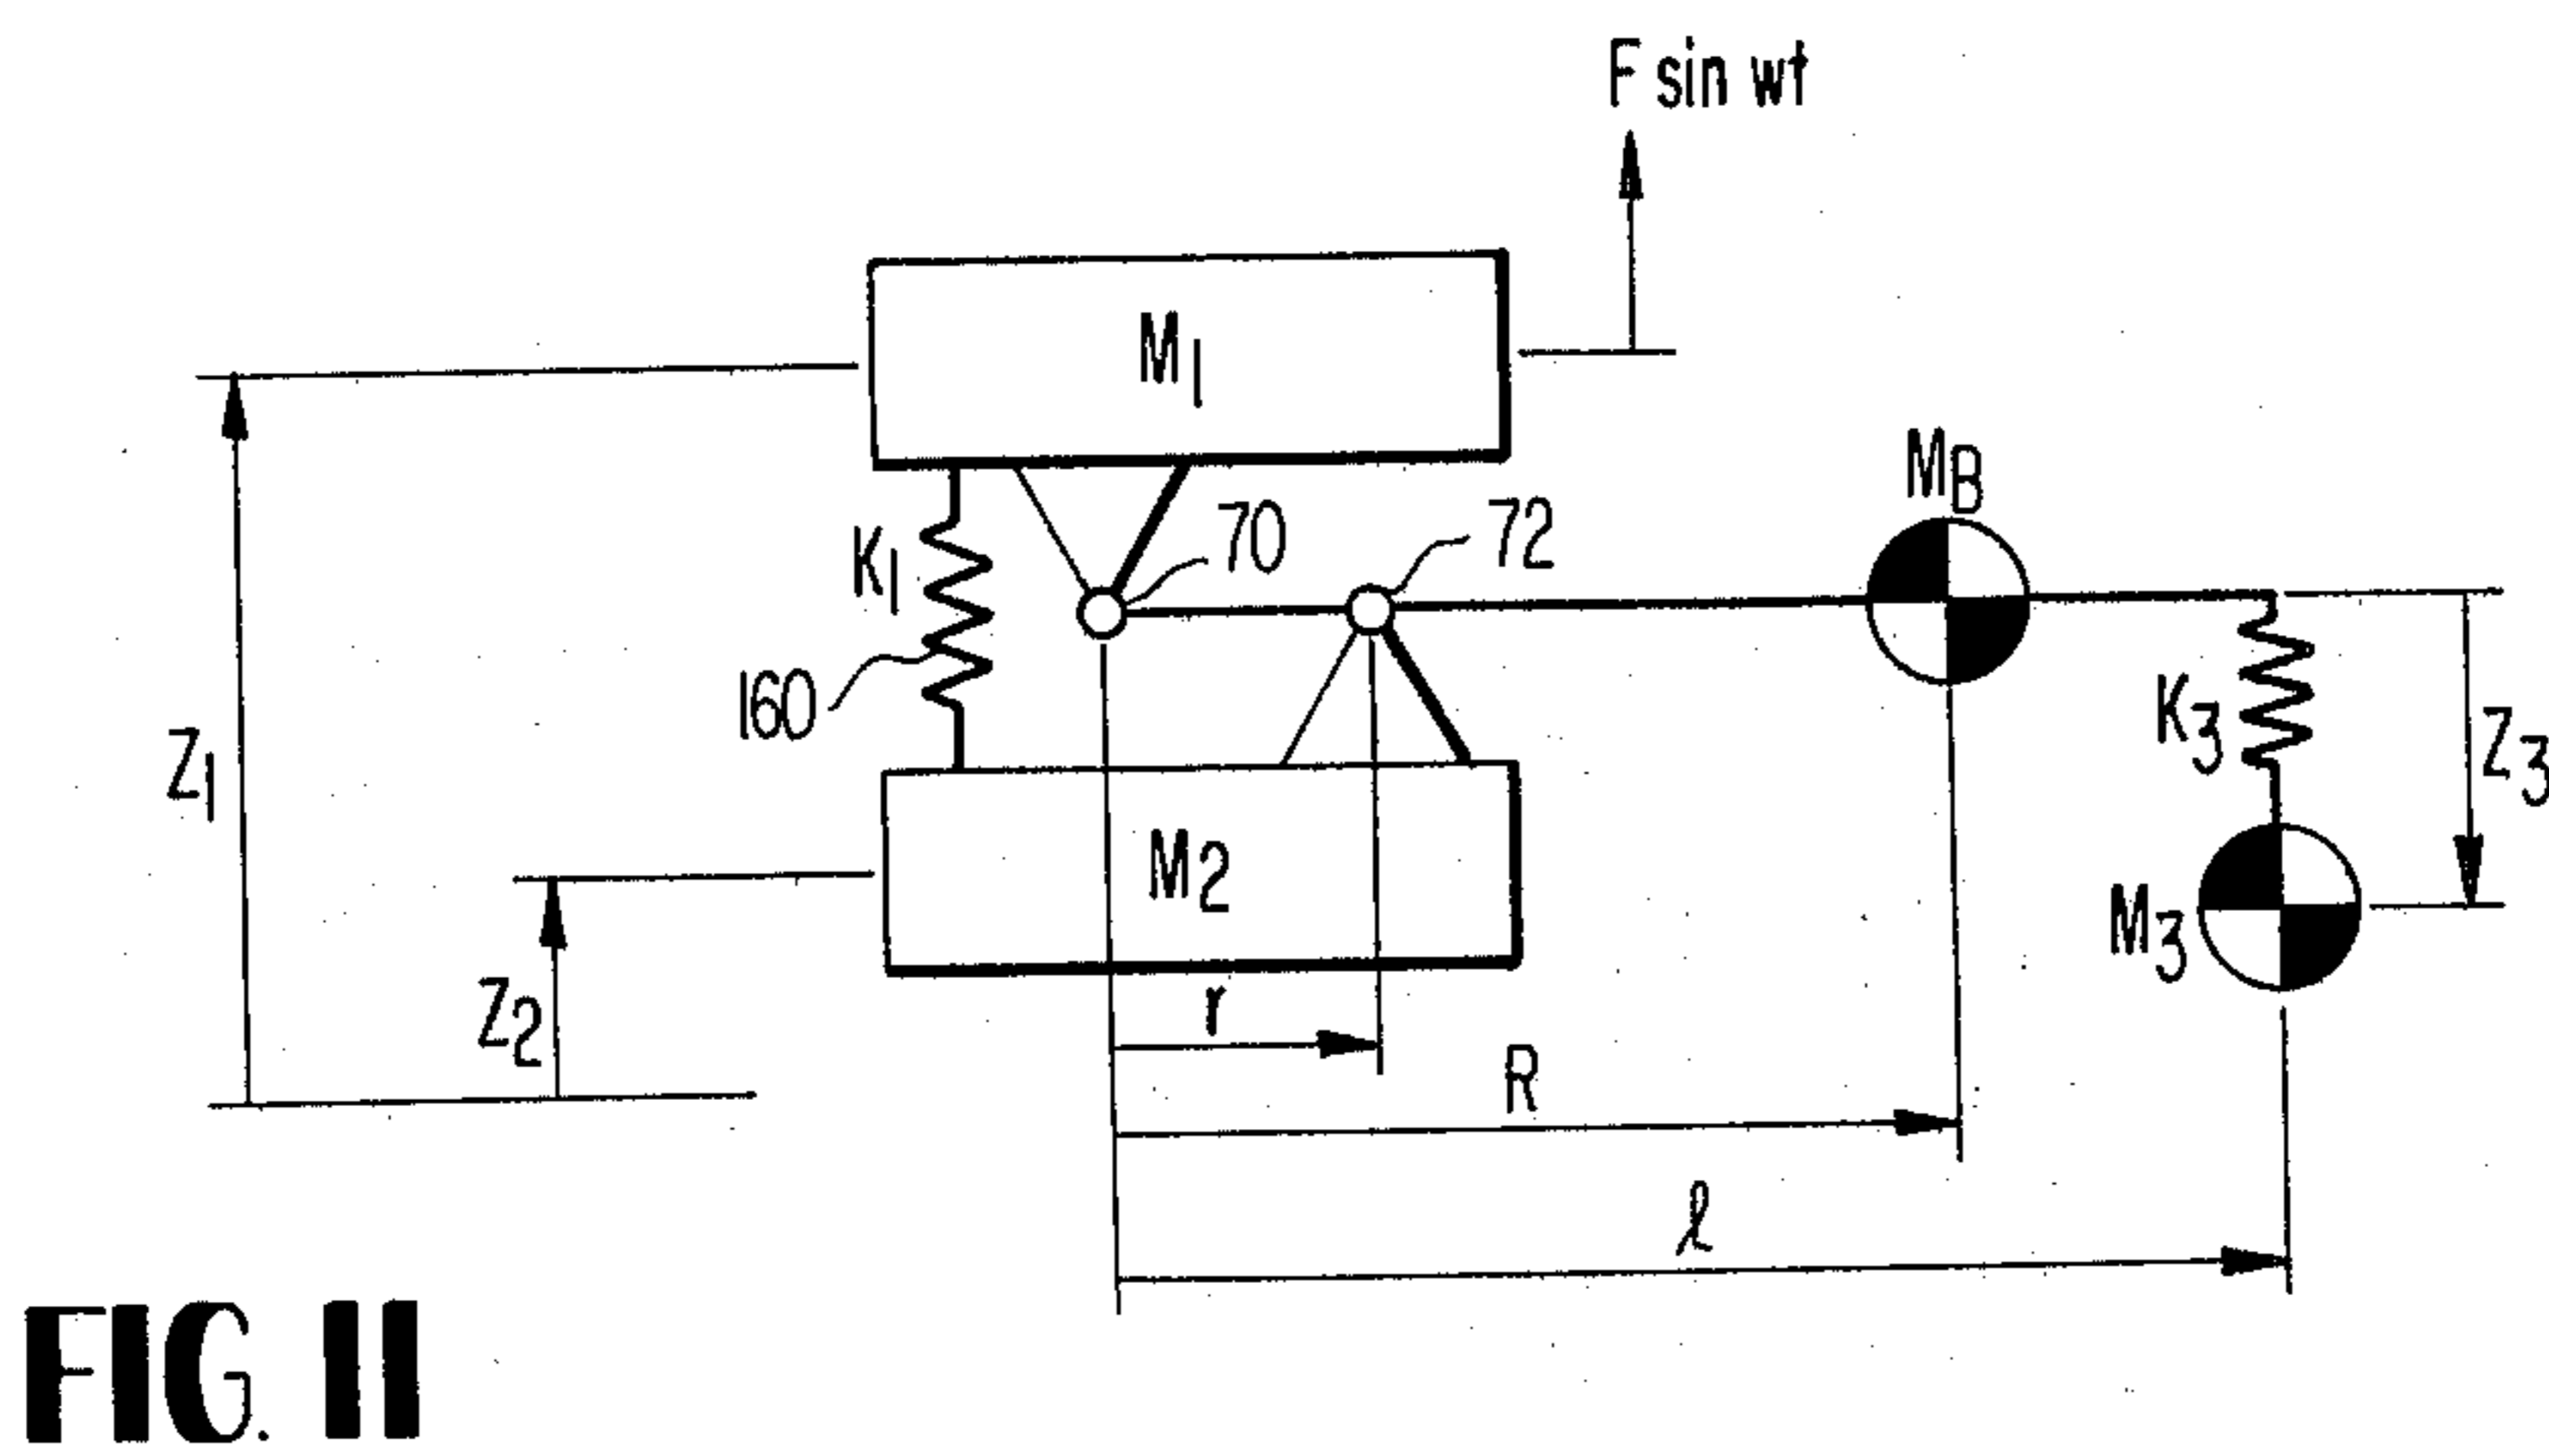 F sin wt
M1
MB
70
72
K1
160
K3
Z3
Z1
M2
M3
Z2
r
R
ℓ
FIG. 11